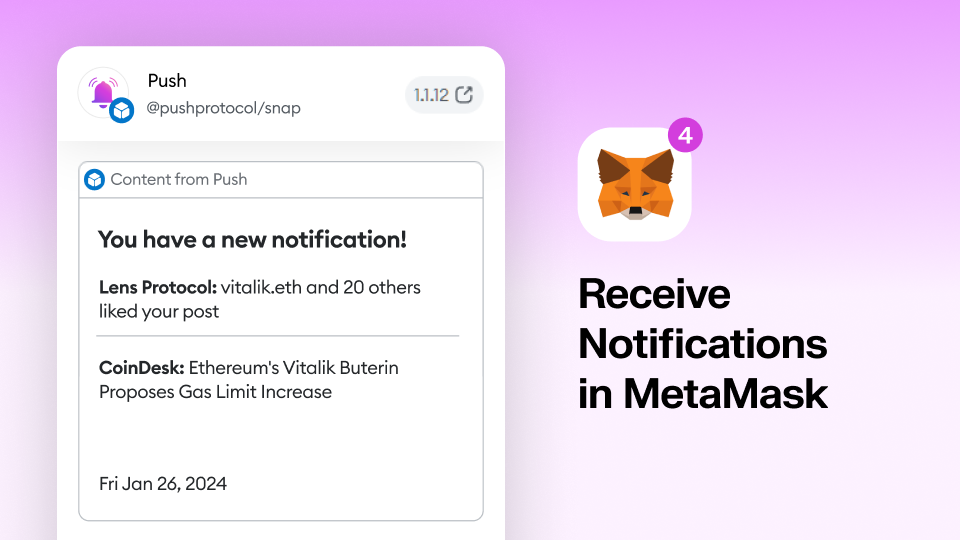 Push
@pushprotocol/snap
1.1.12
Content from Push
You have a new notification!
Lens Protocol: vitalik.eth and 20 others
liked your post
CoinDesk: Ethereum's Vitalik Buterin
Proposes Gas Limit Increase
Fri Jan 26, 2024
4
Receive
Notifications
in MetaMask